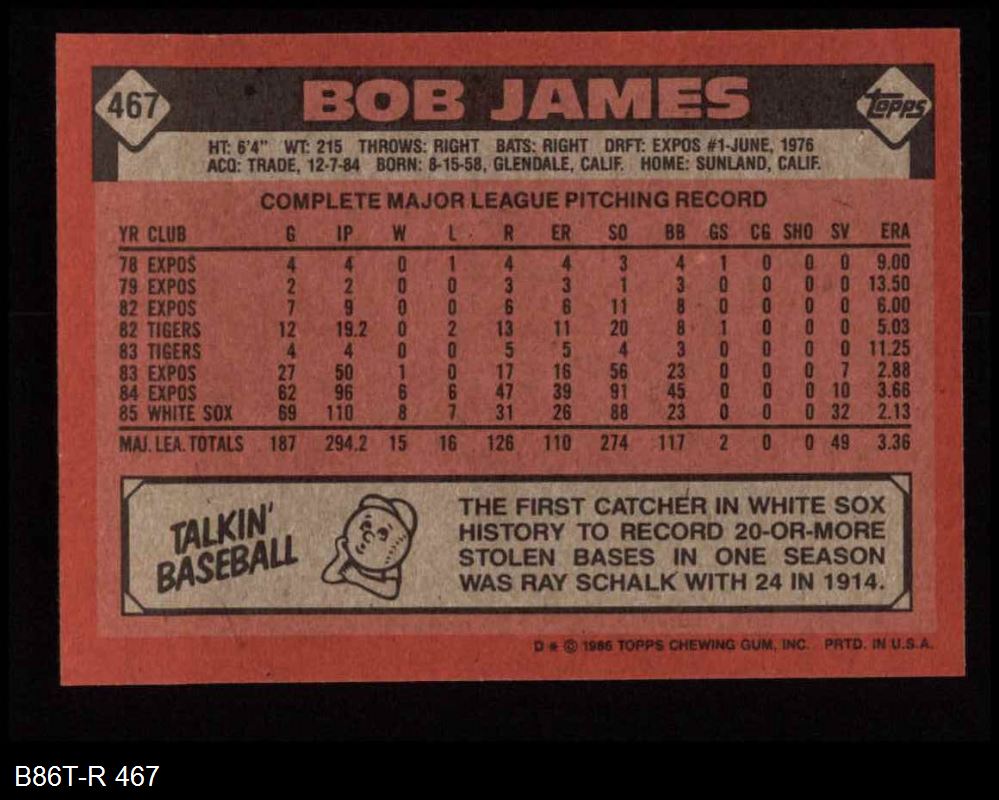 467
BOB JAMES
TOPPS
HT: 6'4" WT: 215 THROWS: RIGHT BATS: RIGHT DRFT: EXPOS #1-JUNE, 1976
ACQ: TRADE, 12-7-84 BORN: 8-15-58, GLENDALE, CALIF. HOME: SUNLAND, CALIF.
COMPLETE MAJOR LEAGUE PITCHING RECORD
YR CLUB G IP W L R ER SO BB GS CG SHO SV ERA
78 EXPOS 4 4 0 1 4 4 3 4 1 0 0 0 9.00
79 EXPOS 2 2 0 0 3 3 1 3 0 0 0 0 13.50
82 EXPOS 7 9 0 0 6 6 11 8 0 0 0 0 6.00
82 TIGERS 12 19.2 0 2 13 11 20 8 1 0 0 0 5.03
83 TIGERS 4 4 0 0 5 5 4 3 0 0 0 0 11.25
83 EXPOS 27 50 1 0 17 16 56 23 0 0 0 7 2.88
84 EXPOS 62 96 6 6 47 39 91 45 0 0 0 10 3.66
85 WHITE SOX 69 110 8 7 31 26 88 23 0 0 0 32 2.13
MAJ. LEA. TOTALS 187 294.2 15 16 126 110 274 117 2 0 0 49 3.36
TALKIN'
BASEBALL
THE FIRST CATCHER IN WHITE SOX
HISTORY TO RECORD 20-OR-MORE
STOLEN BASES IN ONE SEASON
WAS RAY SCHALK WITH 24 IN 1914.
D * © 1986 TOPPS CHEWING GUM, INC. PRTD. IN U.S.A.
B86T-R 467